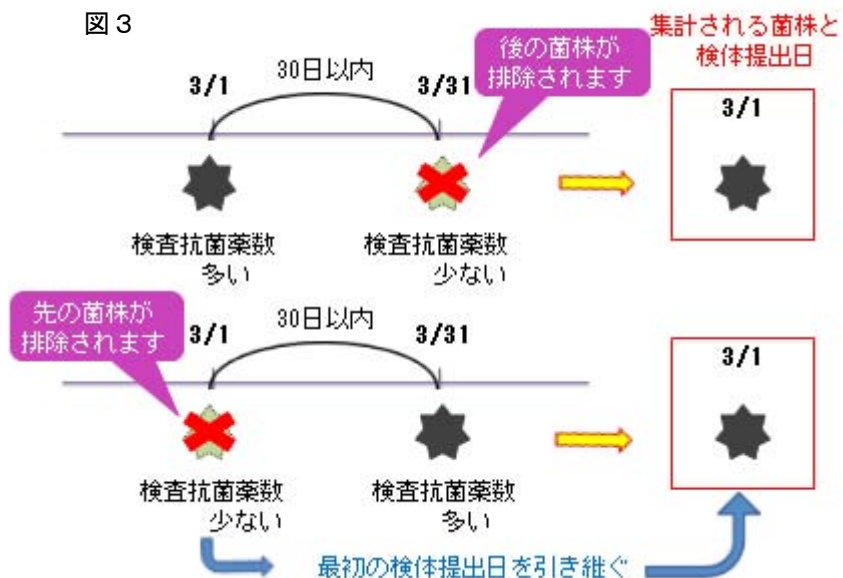 図3
集計される菌株と
検体提出日
後の菌株が
排除されます
30日以内
3/1
3/31
3/1
検査抗菌薬数
多い
検査抗菌薬数
少ない
先の菌株が
排除されます
30日以内
3/1
3/31
3/1
検査抗菌薬数
少ない
検査抗菌薬数
多い
最初の検体提出日を引き継ぐ